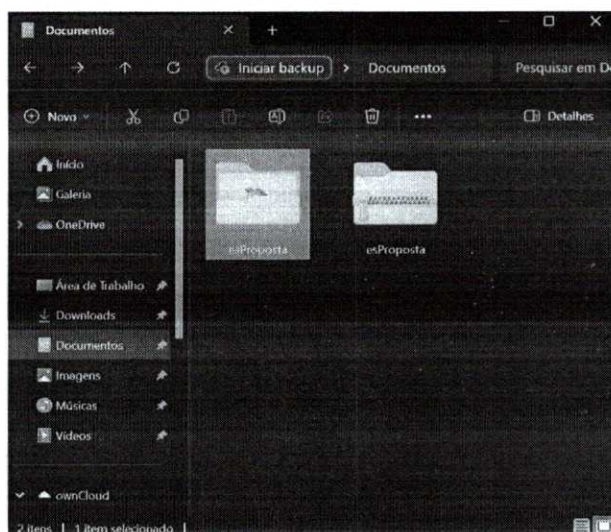 Documentos
Iniciar backup > Documentos Pesquisar em D
Novo
Detalhes
Início
Galeria
OneDrive
Área de Trabalho
Downloads
Documentos
Imagens
Músicas
Vídeos
ownCloud
esProposta esProposta
2 itens | 1 item selecionado |